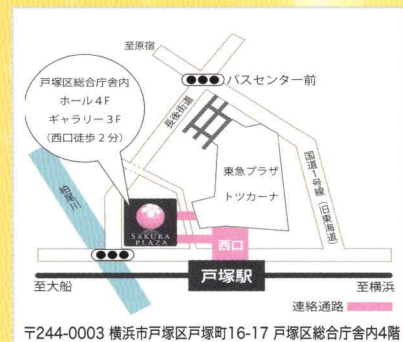 至原宿
バスセンター前
戸塚区総合庁舎内
ホール4F
ギャラリー3F
(西口徒歩2分)
長後街道
東急プラザ
トツカーナ
国道1号線(旧東海道)
柏尾川
SAKURA
PLAZA
西口
戸塚駅
至大船
至横浜
連絡通路
〒244-0003 横浜市戸塚区戸塚町16-17 戸塚区総合庁舎内4階